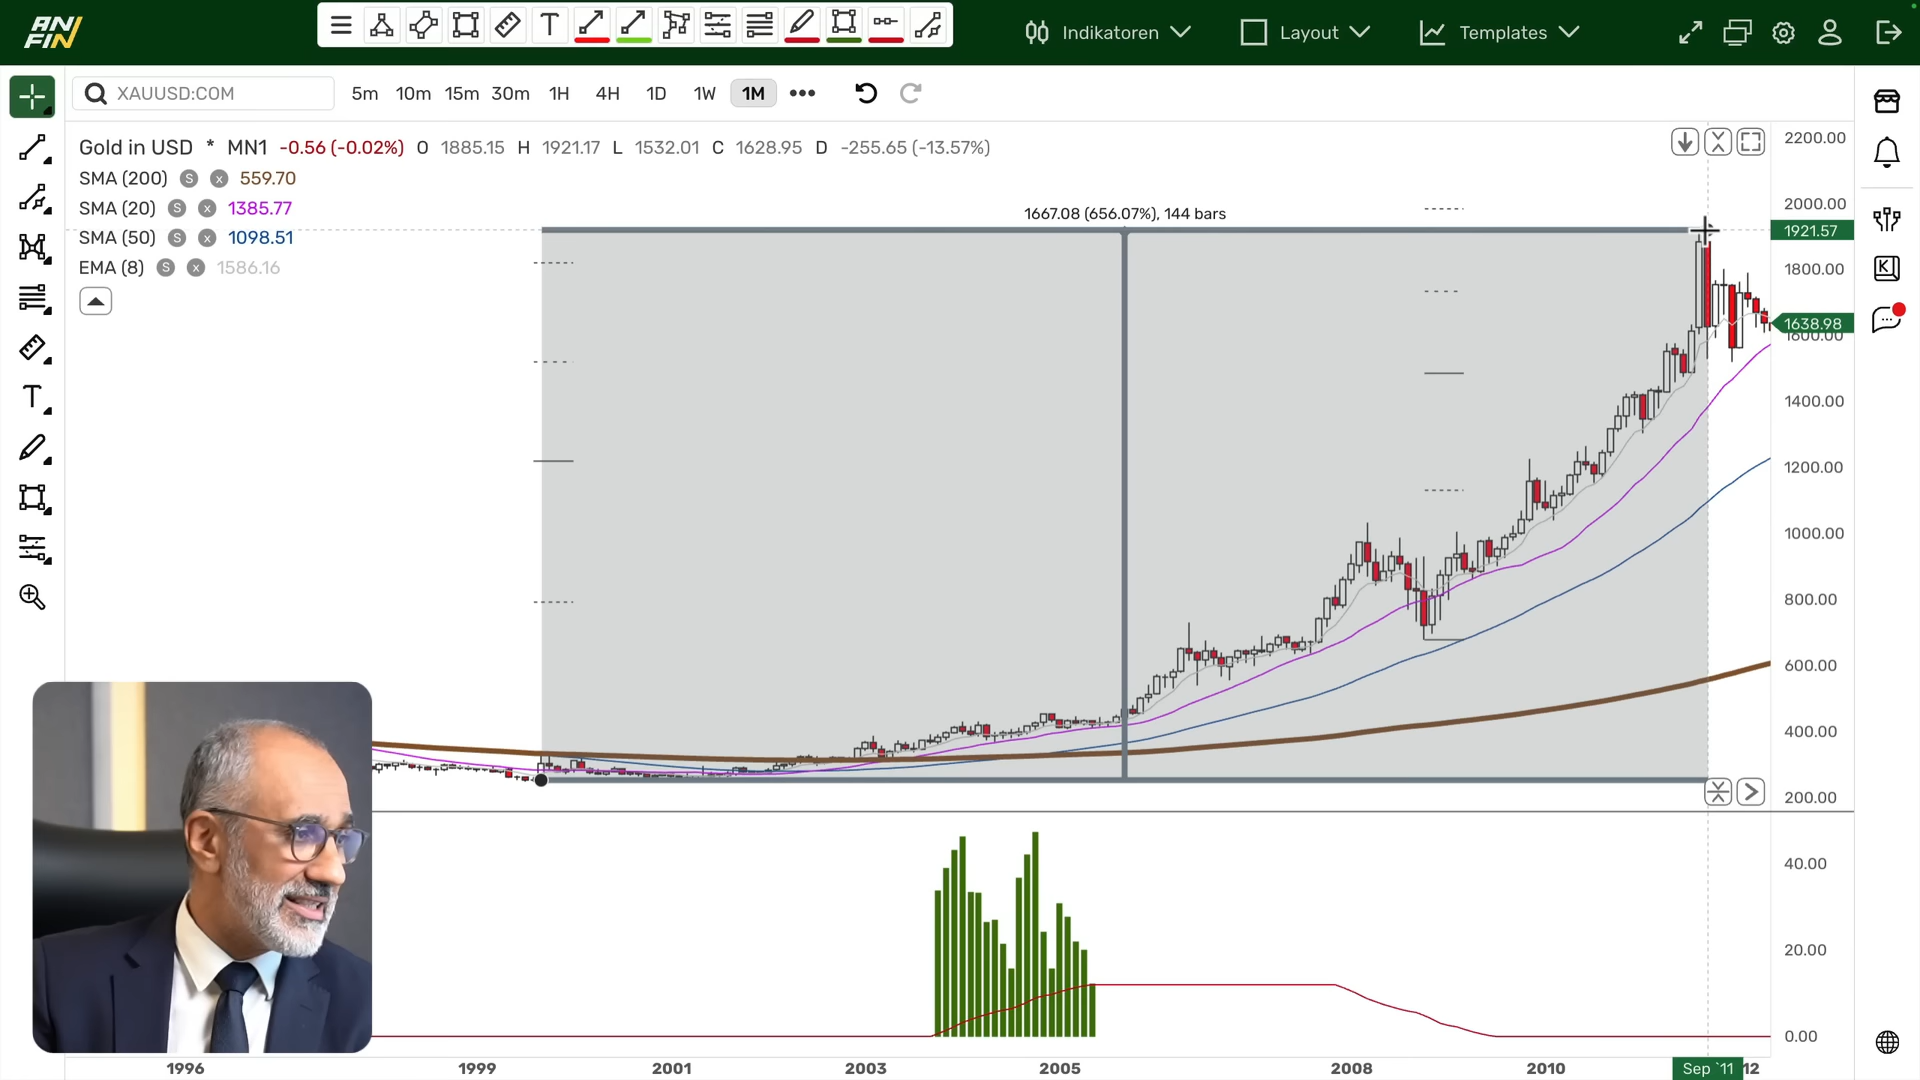 ANFIN
T
Indikatoren
Layout
Templates
XAUUSD:COM
5m 10m 15m 30m 1H 4H 1D 1W 1M
Gold in USD * MN1 -0.56 (-0.02%) O 1885.15 H 1921.17 L 1532.01 C 1628.95 D -255.65 (-13.57%)
SMA (200) S x 559.70
SMA (20) S x 1385.77
SMA (50) S x 1098.51
EMA (8) S x 1586.16
1667.08 (656.07%), 144 bars
T
K
2200.00
2000.00
1921.57
1800.00
1638.98
1600.00
1400.00
1200.00
1000.00
800.00
600.00
400.00
200.00
40.00
20.00
0.00
1996 1999 2001 2003 2005 2008 2010 Sep `11 12